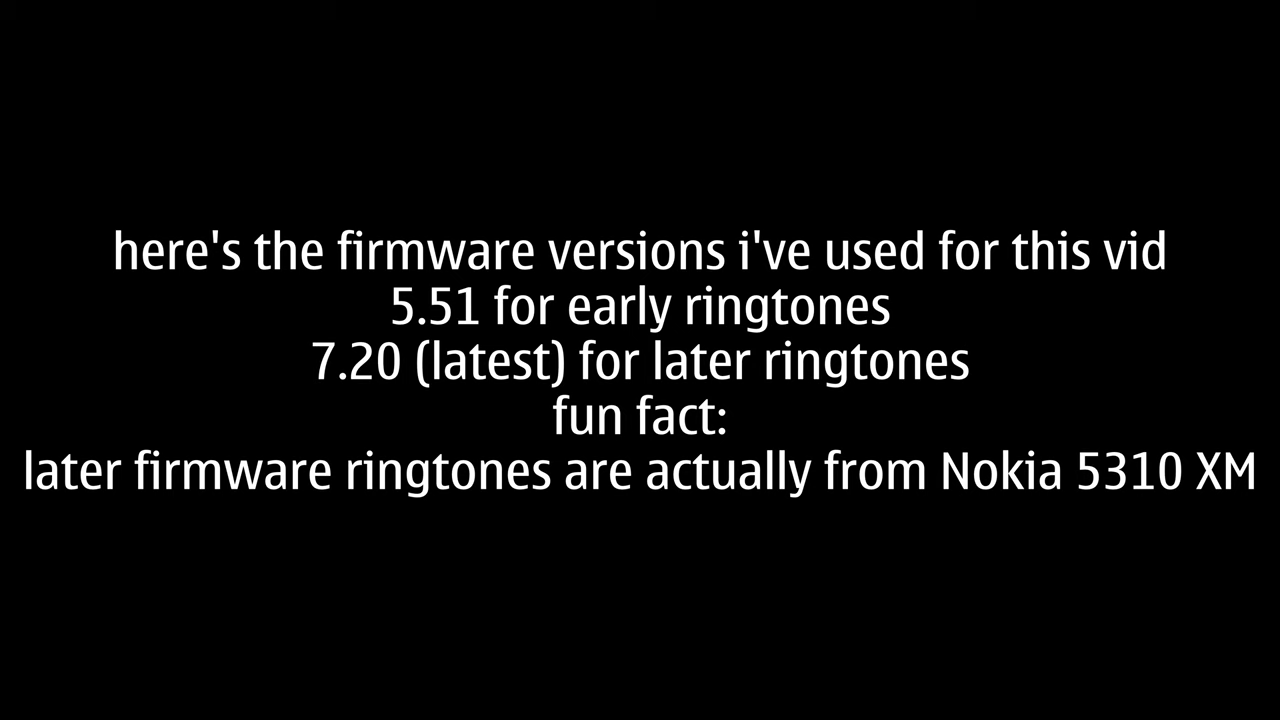 here's the firmware versions i've used for this vid
5.51 for early ringtones
7.20 (latest) for later ringtones
fun fact:
later firmware ringtones are actually from Nokia 5310 XM